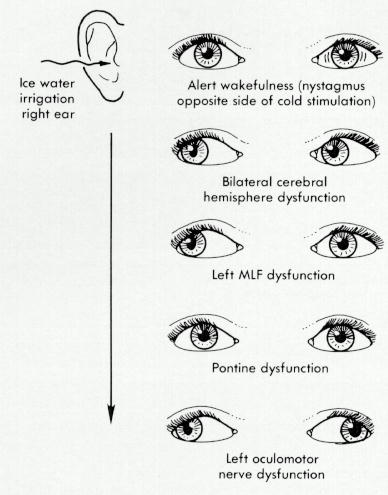 Ice water
irrigation
right ear
Alert wakefulness (nystagmus
opposite side of cold stimulation)
Bilateral cerebral
hemisphere dysfunction
Left MLF dysfunction
Pontine dysfunction
Left oculomotor
nerve dysfunction